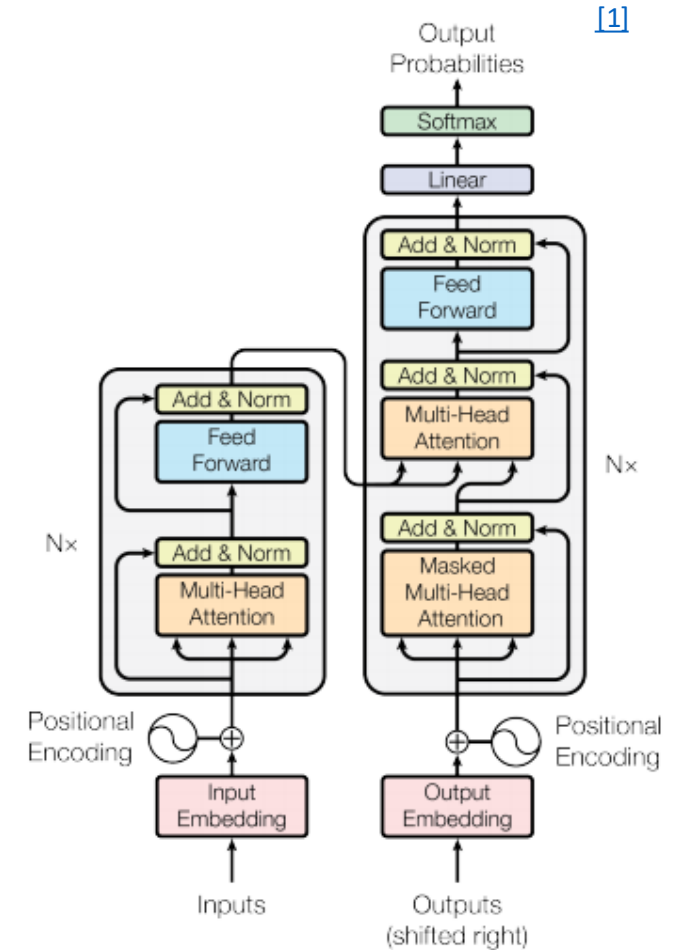 [1]
Output
Probabilities
Softmax
Linear
Add & Norm
Feed
Forward
Add & Norm
Multi-Head
Attention
Nx
Add & Norm
Masked
Multi-Head
Attention
Add & Norm
Feed
Forward
Nx
Add & Norm
Multi-Head
Attention
Positional
Encoding
Positional
Encoding
Input
Embedding
Output
Embedding
Inputs
Outputs
(shifted right)